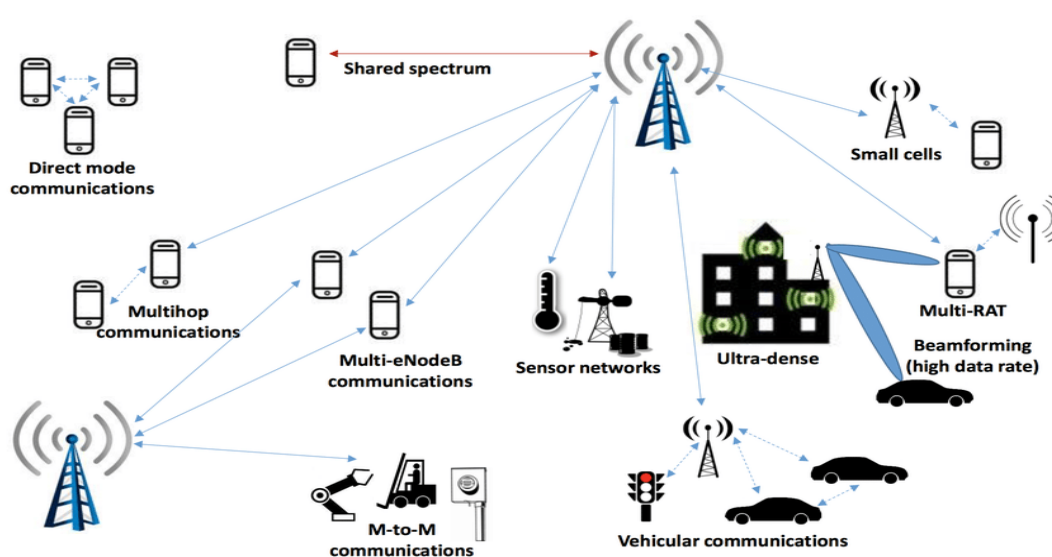 Shared spectrum
Direct mode
communications
Small cells
Multihop
communications
Multi-eNodeB
communications
Sensor networks
Ultra-dense
Multi-RAT
Beamforming
(high data rate)
M-to-M
communications
Vehicular communications